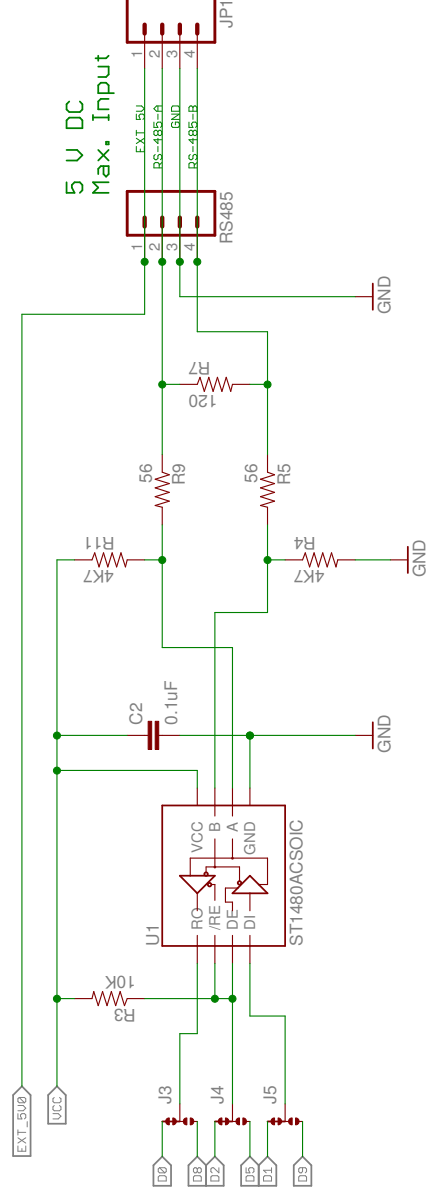 JP1
1
2
3
4
5 V DC
Max. Input
EXT 5V
RS-485-A
GND
RS-485-B
RS485
1
2
3
4
GND
R7
120
56
R9
56
R5
R11
4K7
R4
4K7
GND
C2
0.1uF
GND
U1
VCC
B
A
GND
RO
/RE
DE
DI
ST1480ACSOIC
R3
10K
EXT_5V0
VCC
J3
J4
J5
D0
D8
D2
D5
D1
D9